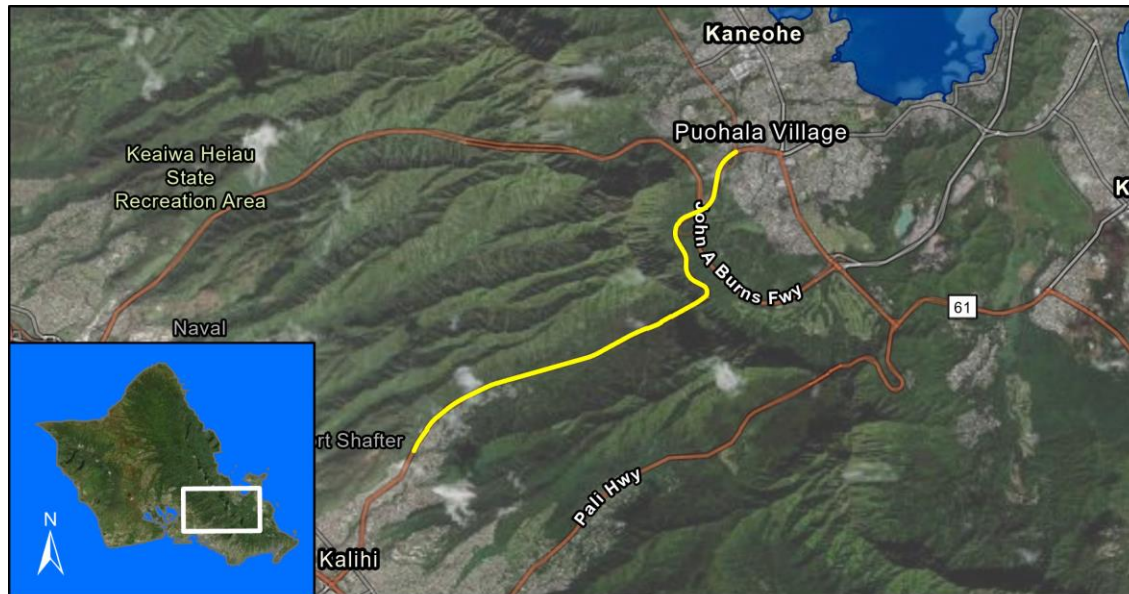 Kaneohe
Puohala Village
Keaiwa Heiau
State
Recreation Area
K
John A Burns Fwy
61
Naval
rt Shafter
Pali Hwy
N
Kalihi